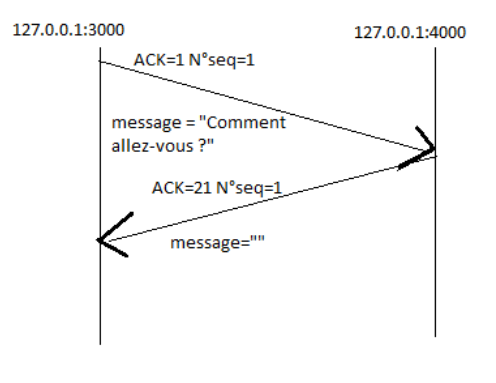 127.0.0.1:3000
127.0.0.1:4000
ACK=1 N°seq=1
message = "Comment
allez-vous ?"
ACK=21 N°seq=1
message=""